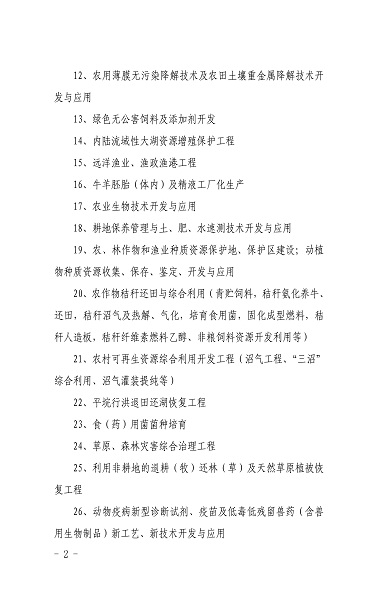 12、农用薄膜无污染降解技术及农田土壤重金属降解技术开
发与应用
13、绿色无公害饲料及添加剂开发
14、内陆流域性大湖资源增殖保护工程
15、远洋渔业、渔政渔港工程
16、牛羊胚胎（体内）及精液工厂化生产
17、农业生物技术开发与应用
18、耕地保养管理与土、肥、水速测技术开发与应用
19、农、林作物和渔业种质资源保护地、保护区建设；动植
物种质资源收集、保存、鉴定、开发与应用
20、农作物秸秆还田与综合利用（青贮饲料，秸秆氨化养牛、
还田，秸秆沼气及热解、气化，培育食用菌，固化成型燃料，秸
秆人造板，秸秆纤维素燃料乙醇、非粮饲料资源开发利用等）
21、农村可再生资源综合利用开发工程（沼气工程、“三沼”
综合利用、沼气灌装提纯等）
22、平垸行洪退田还湖恢复工程
23、食（药）用菌菌种培育
24、草原、森林灾害综合治理工程
25、利用非耕地的退耕（牧）还林（草）及天然草原植被恢
复工程
26、动物疫病新型诊断试剂、疫苗及低毒低残留兽药（含兽
用生物制品）新工艺、新技术开发与应用
- 2 -